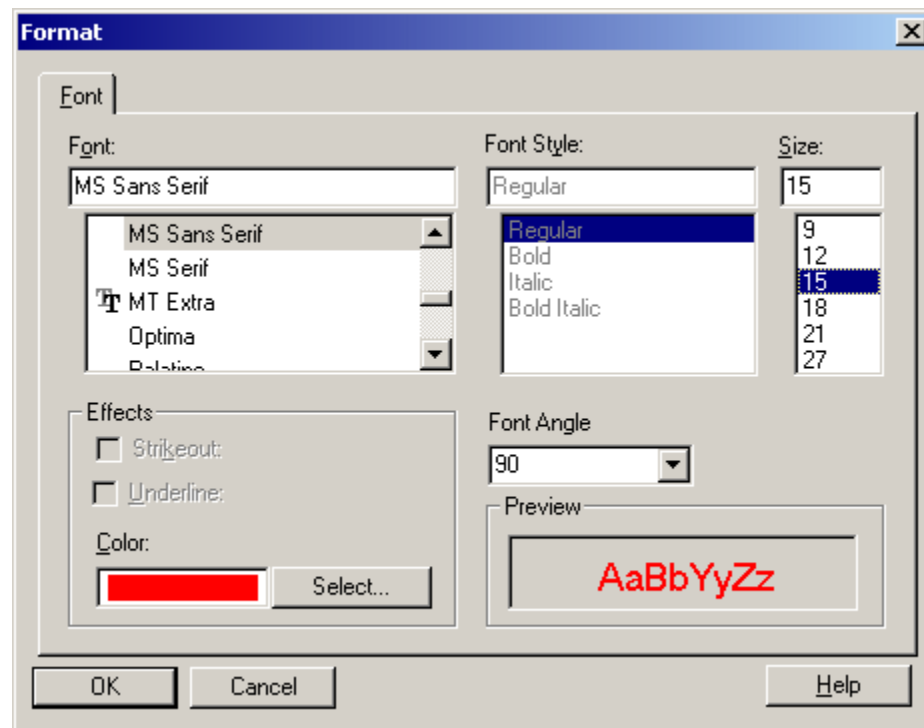 Format
Font
Font:
MS Sans Serif
MS Sans Serif
MS Serif
MT Extra
Optima
Palatino
Font Style:
Regular
Regular
Bold
Italic
Bold Italic
Size:
15
9
12
15
18
21
27
Effects
Strikeout:
Underline:
Color:
Select...
Font Angle
90
Preview
AaBbYyZz
OK
Cancel
Help